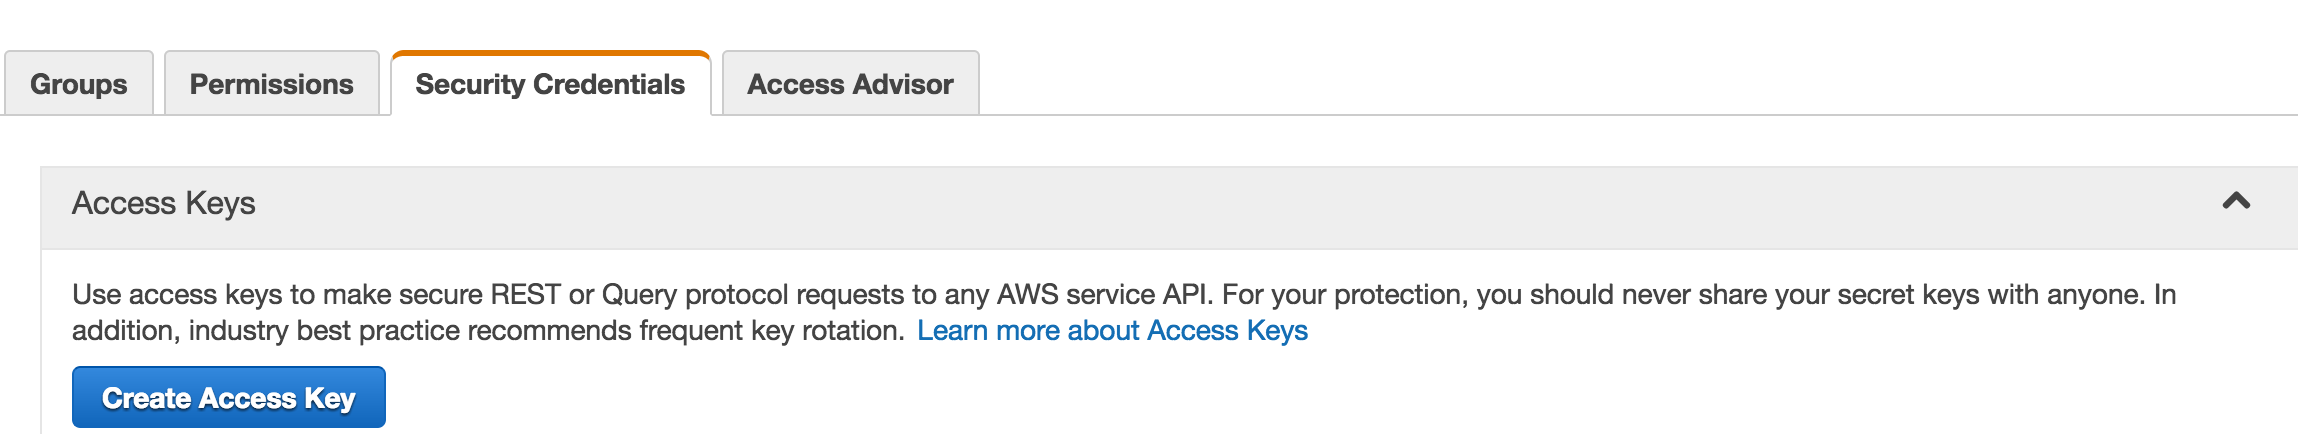 Groups Permissions Security Credentials Access Advisor
Access Keys
Use access keys to make secure REST or Query protocol requests to any AWS service API. For your protection, you should never share your secret keys with anyone. In
addition, industry best practice recommends frequent key rotation. Learn more about Access Keys
Create Access Key